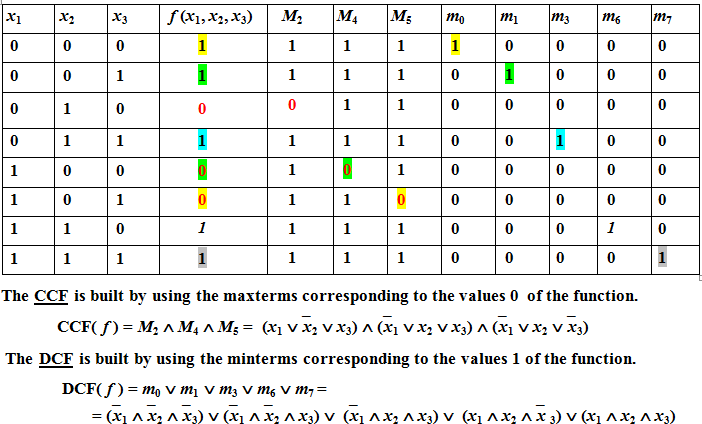 x₁ x₂ x₃ f (x₁, x₂, x₃) M₂ M₄ M₅ m₀ m₁ m₃ m₆ m₇
0 0 0 1 1 1 1 1 0 0 0 0
0 0 1 1 1 1 1 0 1 0 0 0
0 1 0 0 0 1 1 0 0 0 0 0
0 1 1 1 1 1 1 0 0 1 0 0
1 0 0 0 1 0 1 0 0 0 0 0
1 0 1 0 1 1 0 0 0 0 0 0
1 1 0 1 1 1 1 0 0 0 1 0
1 1 1 1 1 1 1 0 0 0 0 1
The CCF is built by using the maxterms corresponding to the values 0 of the function.
CCF( f ) = M₂ ∧ M₄ ∧ M₅ = (x₁ ∨ x̅₂ ∨ x₃) ∧ (x̅₁ ∨ x₂ ∨ x₃) ∧ (x̅₁ ∨ x₂ ∨ x̅₃)
The DCF is built by using the minterms corresponding to the values 1 of the function.
DCF( f ) = m₀ ∨ m₁ ∨ m₃ ∨ m₆ ∨ m₇ =
= (x̅₁ ∧ x̅₂ ∧ x̅₃) ∨ (x̅₁ ∧ x̅₂ ∧ x₃) ∨ (x̅₁ ∧ x₂ ∧ x₃) ∨ (x₁ ∧ x₂ ∧ x̅ ₃) ∨ (x₁ ∧ x₂ ∧ x₃)